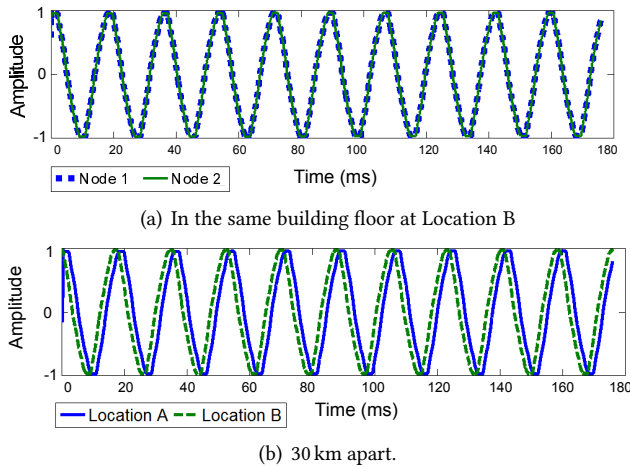 Amplitude
1
0
-1
0 20 40 60 80 100 120 140 160 180
Node 1 Node 2
Time (ms)
(a) In the same building floor at Location B
Amplitude
1
0
-1
0 20 40 60 80 100 120 140 160 180
Location A Location B
Time (ms)
(b) 30 km apart.